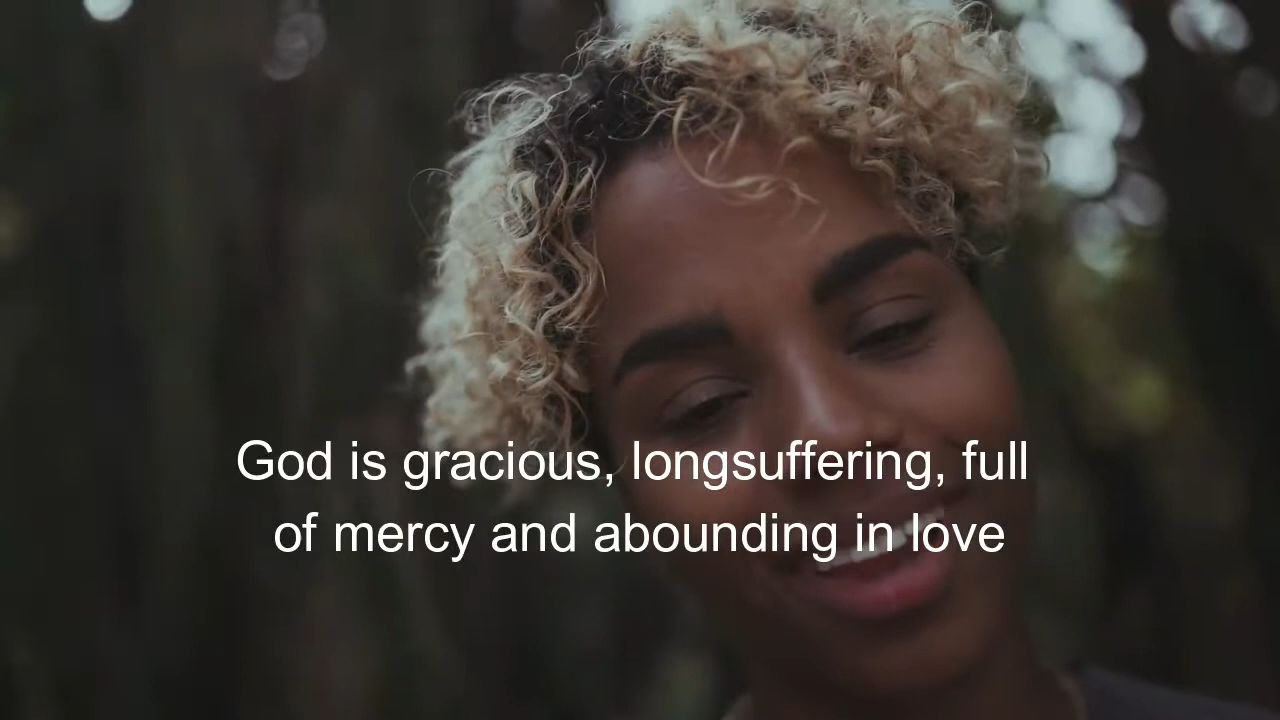 God is gracious, longsuffering, full
of mercy and abounding in love